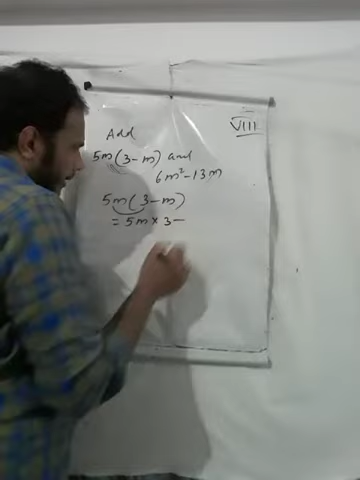 VIII
Add
5m(3-m) and
6m²-13m
5m(3-m)
= 5m×3-